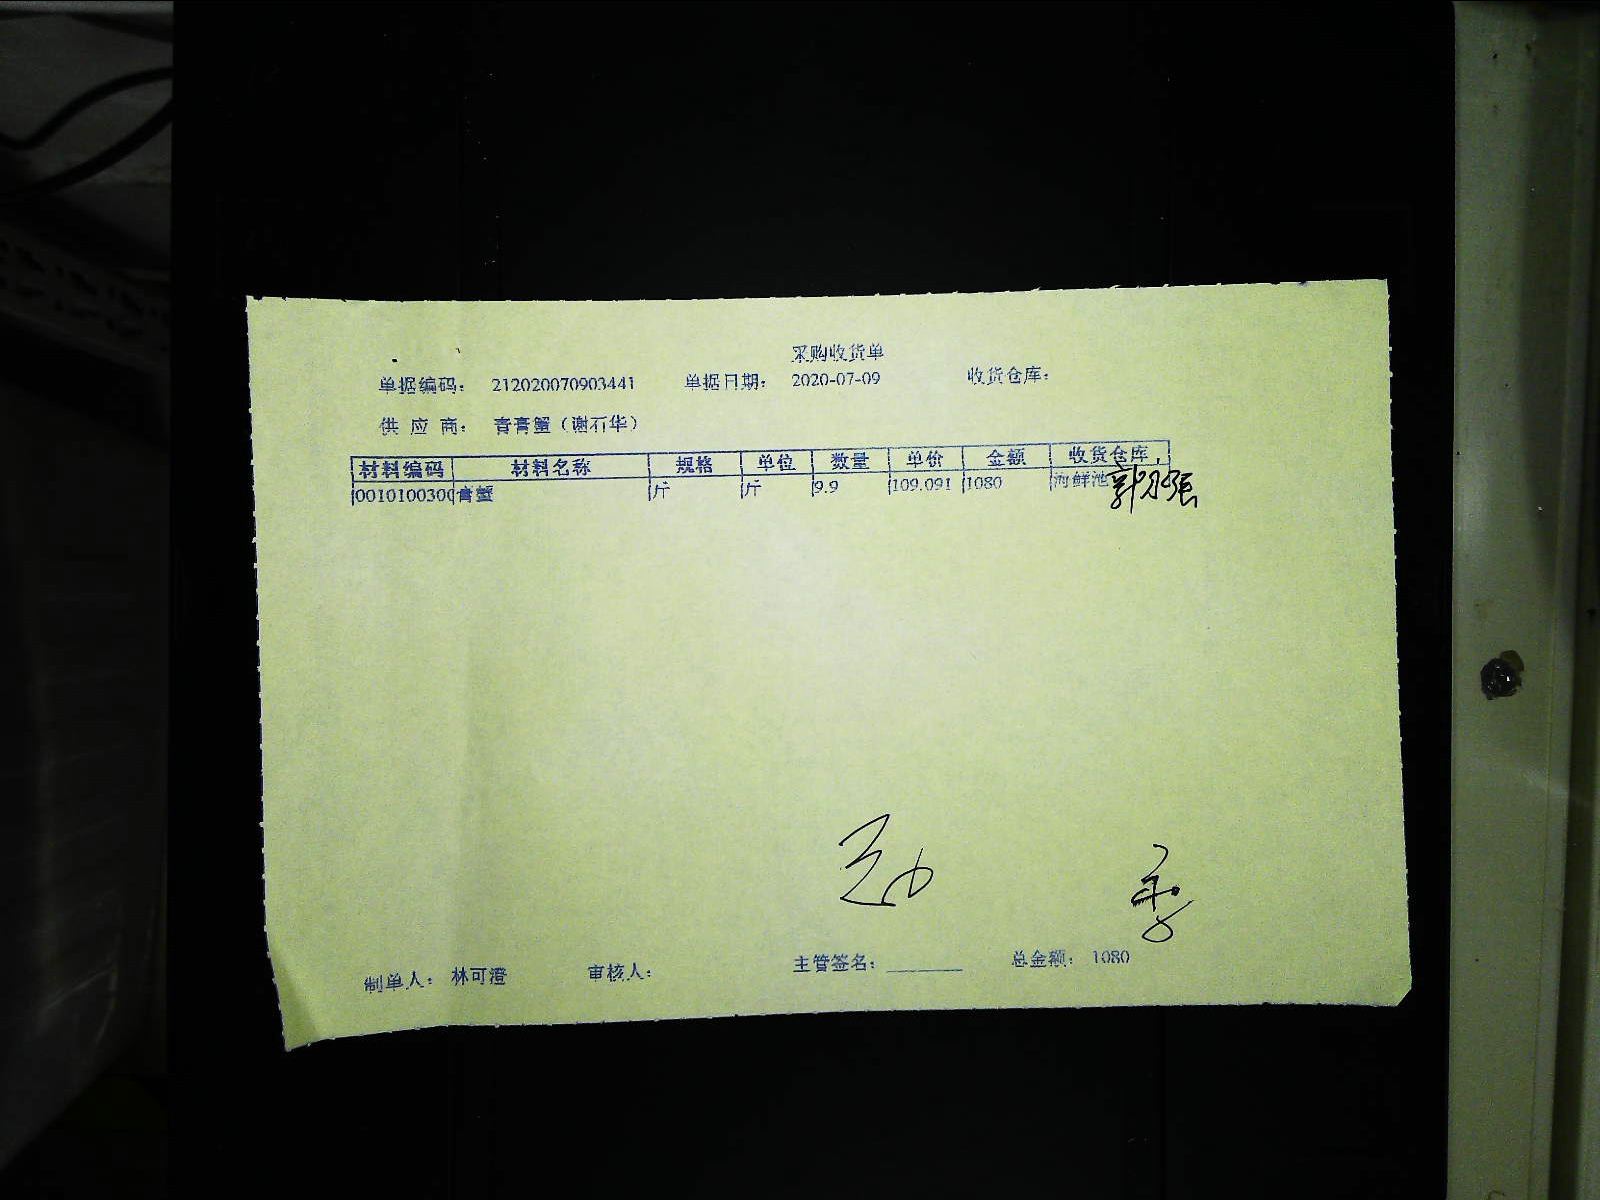 采购收货单
单据编码： 212020070903441 单据日期： 2020-07-09 收货仓库：
供 应 商： 青膏蟹（谢石华）
材料编码 材料名称 规格 单位 数量 单价 金额 收货仓库
0010100300 膏蟹 斤 斤 9.9 109.091 1080 海鲜池
制单人： 林可澄 审核人： 主管签名： 总金额： 1080